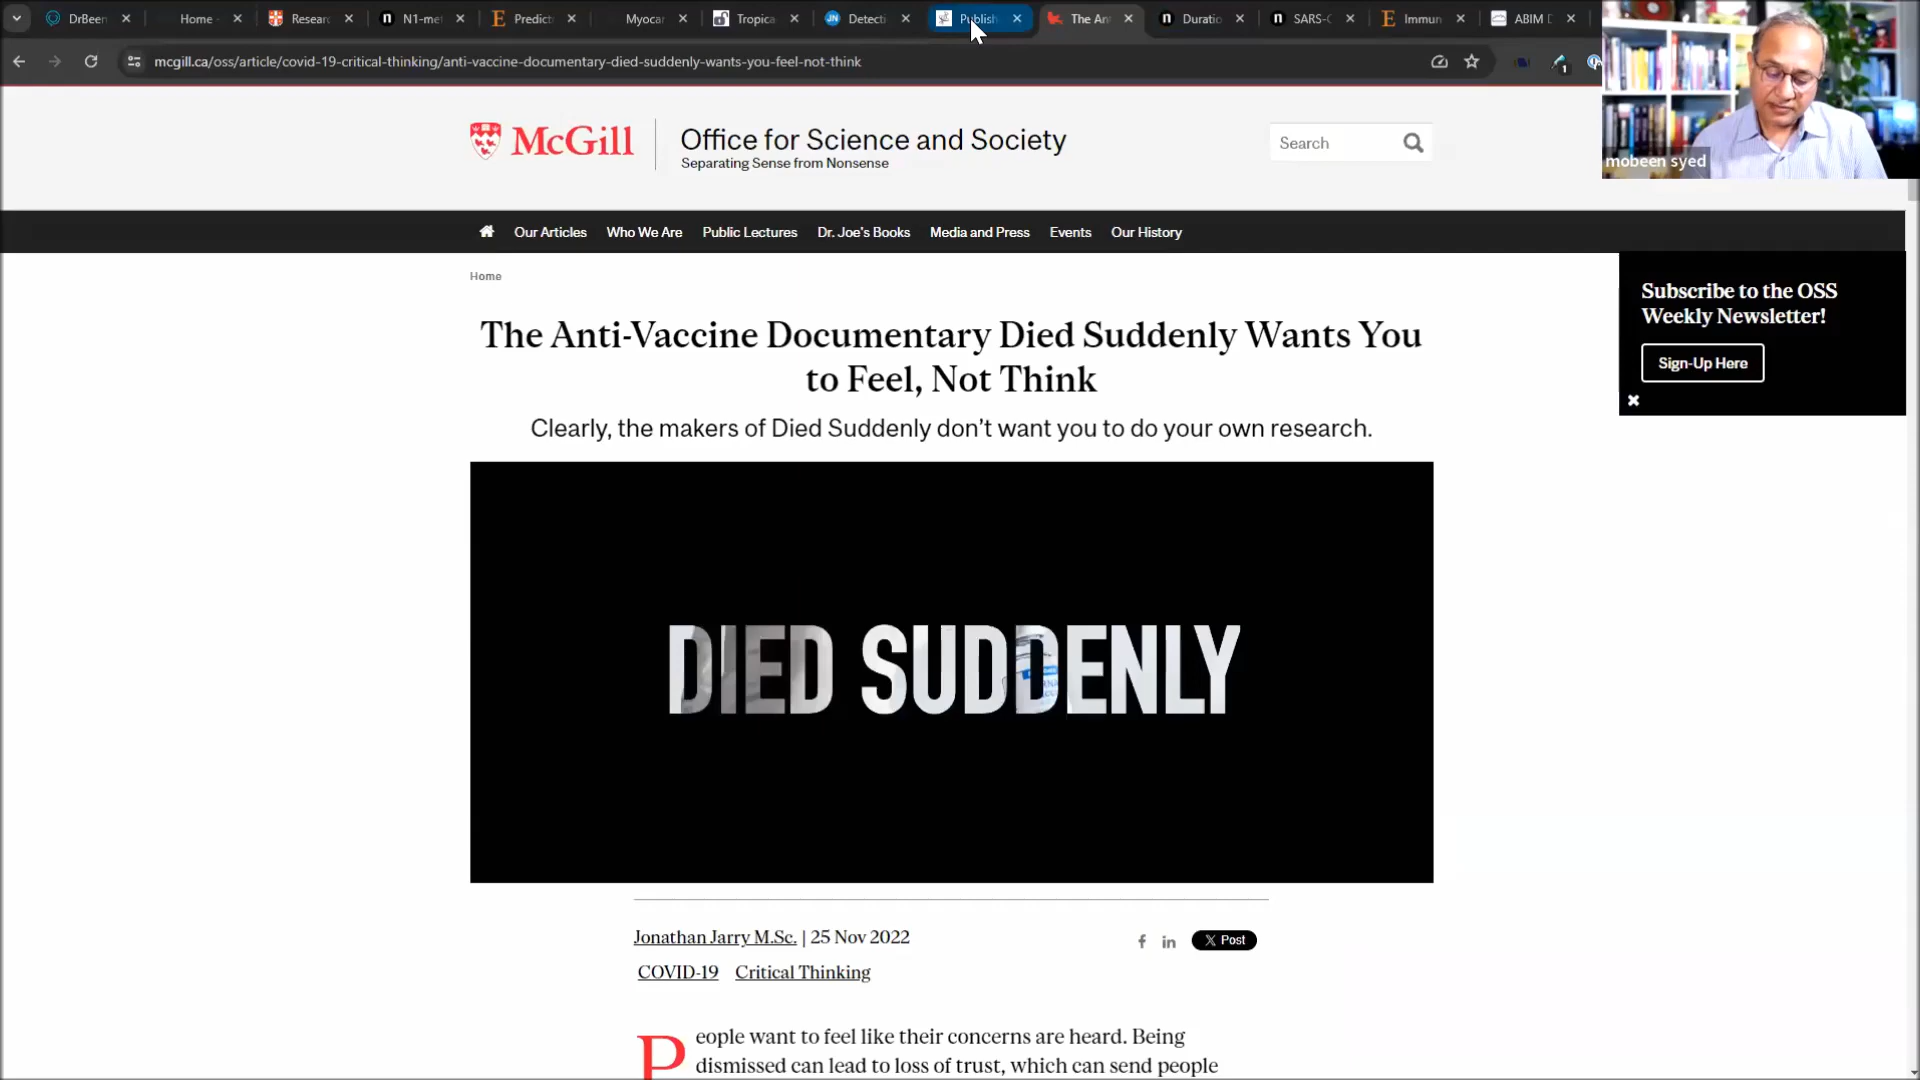 DrBeen
Home
Resear
N1-me
Predict
Myocar
Tropica
Detecti
Publish
The An
Duratio
SARS-C
Immun
ABIM
mcgill.ca/oss/article/covid-19-critical-thinking/anti-vaccine-documentary-died-suddenly-wants-you-feel-not-think
mobeen syed
McGill
Office for Science and Society
Separating Sense from Nonsense
Search
Our Articles Who We Are Public Lectures Dr. Joe's Books Media and Press Events Our History
Home
Subscribe to the OSS
Weekly Newsletter!
Sign-Up Here
The Anti-Vaccine Documentary Died Suddenly Wants You
to Feel, Not Think
Clearly, the makers of Died Suddenly don't want you to do your own research.
DIED SUDDENLY
Jonathan Jarry M.Sc. | 25 Nov 2022
X Post
COVID-19 Critical Thinking
People want to feel like their concerns are heard. Being
dismissed can lead to loss of trust, which can send people